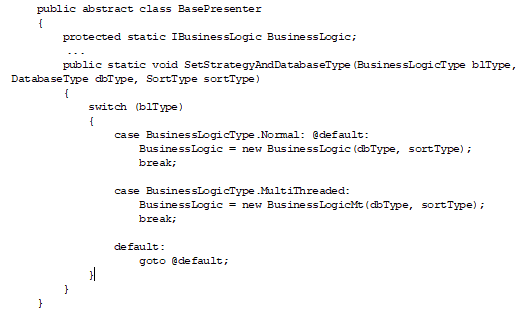 public abstract class BasePresenter
{
protected static IBusinessLogic BusinessLogic;
...
public static void SetStrategyAndDatabaseType(BusinessLogicType blType,
DatabaseType dbType, SortType sortType)
{
switch (blType)
{
case BusinessLogicType.Normal: @default:
BusinessLogic = new BusinessLogic(dbType, sortType);
break;
case BusinessLogicType.MultiThreaded:
BusinessLogic = new BusinessLogicMt(dbType, sortType);
break;
default:
goto @default;
}
}
}